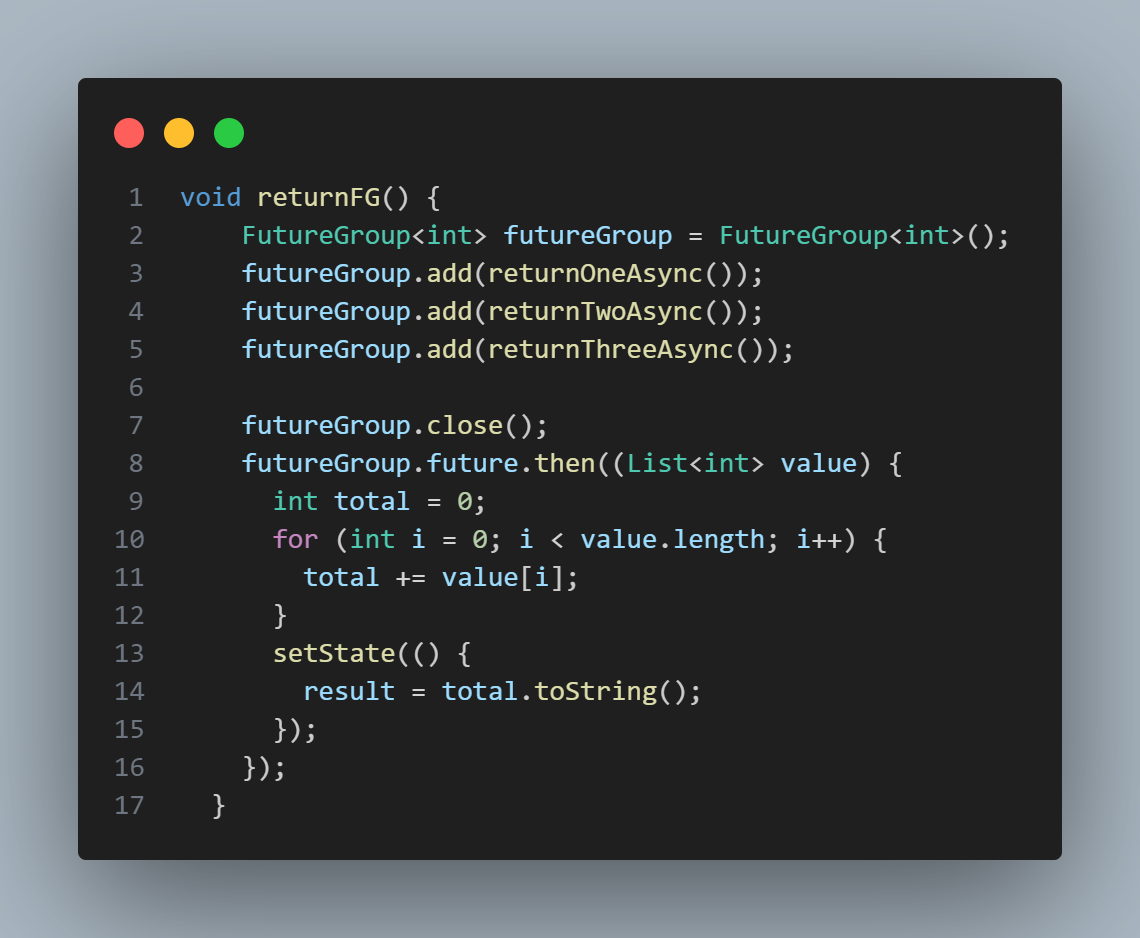 1 void returnFG() {
2     FutureGroup<int> futureGroup = FutureGroup<int>();
3     futureGroup.add(returnOneAsync());
4     futureGroup.add(returnTwoAsync());
5     futureGroup.add(returnThreeAsync());
6
7     futureGroup.close();
8     futureGroup.future.then((List<int> value) {
9       int total = 0;
10       for (int i = 0; i < value.length; i++) {
11         total += value[i];
12       }
13       setState(() {
14         result = total.toString();
15       });
16     });
17   }